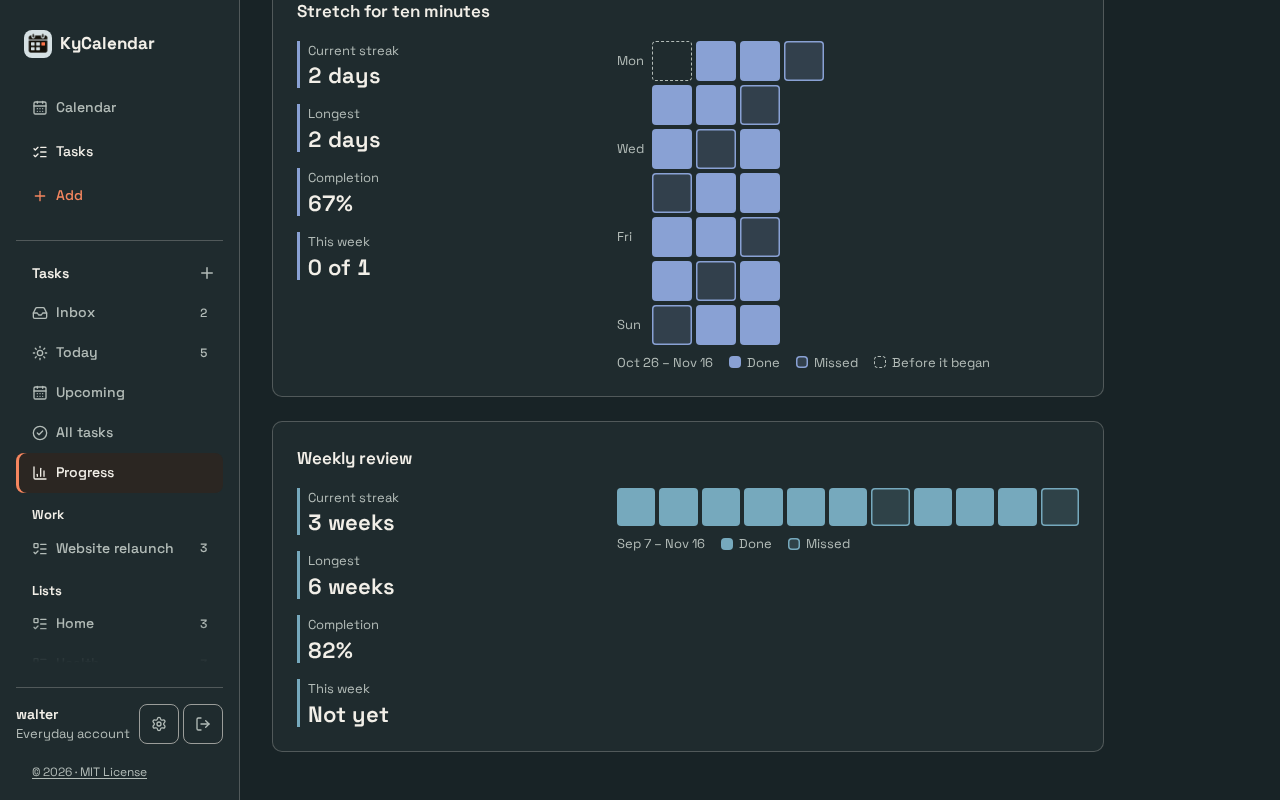 KyCalendar
Calendar
Tasks
Add
Tasks
Inbox 2
Today 5
Upcoming
All tasks
Progress
Work
Website relaunch 3
Lists
Home 3
walter
Everyday account
© 2026 · MIT License
Stretch for ten minutes
Current streak
2 days
Longest
2 days
Completion
67%
This week
0 of 1
Mon
Wed
Fri
Sun
Oct 26 – Nov 16 Done Missed Before it began
Weekly review
Current streak
3 weeks
Longest
6 weeks
Completion
82%
This week
Not yet
Sep 7 – Nov 16 Done Missed